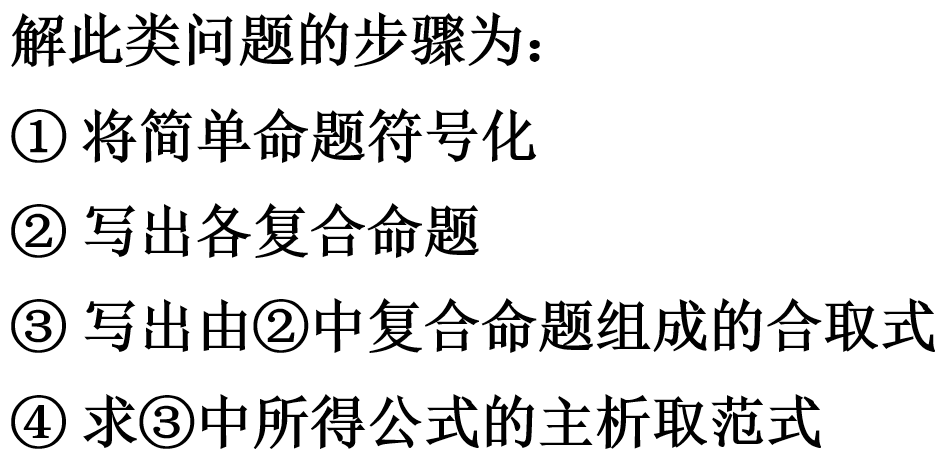 解此类问题的步骤为：
① 将简单命题符号化
② 写出各复合命题
③ 写出由②中复合命题组成的合取式
④ 求③中所得公式的主析取范式